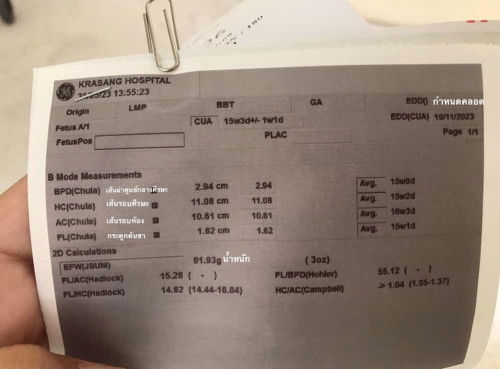 KRASANG HOSPITAL
31/05/23 13:55:23
Origin LMP BBT GA EDD() กำหนดคลอด
Fetus A/1 CUA 15w3d+/- 1w1d EDD(CUA) 19/11/2023
FetusPos PLAC Page 1/1
B Mode Measurements
BPD(Chula) เส้นผ่าศูนย์กลางศีรษะ 2.94 cm 2.94 Avg. 15w0d
HC(Chula) เส้นรอบศีรษะ 11.08 cm 11.08 Avg. 15w2d
AC(Chula) เส้นรอบท้อง 10.61 cm 10.61 Avg. 16w3d
FL(Chula) กระดูกต้นขา 1.62 cm 1.62 Avg. 15w1d
2D Calculations
EFW(JSUM) 81.93g น้ำหนัก (3oz)
FL/AC(Hadlock) 15.28 ( - ) FL/BPD(Hohler) 55.12 ( - )
FL/HC(Hadlock) 14.62 (14.44-16.84) HC/AC(Campbell) -> 1.04 (1.05-1.37)